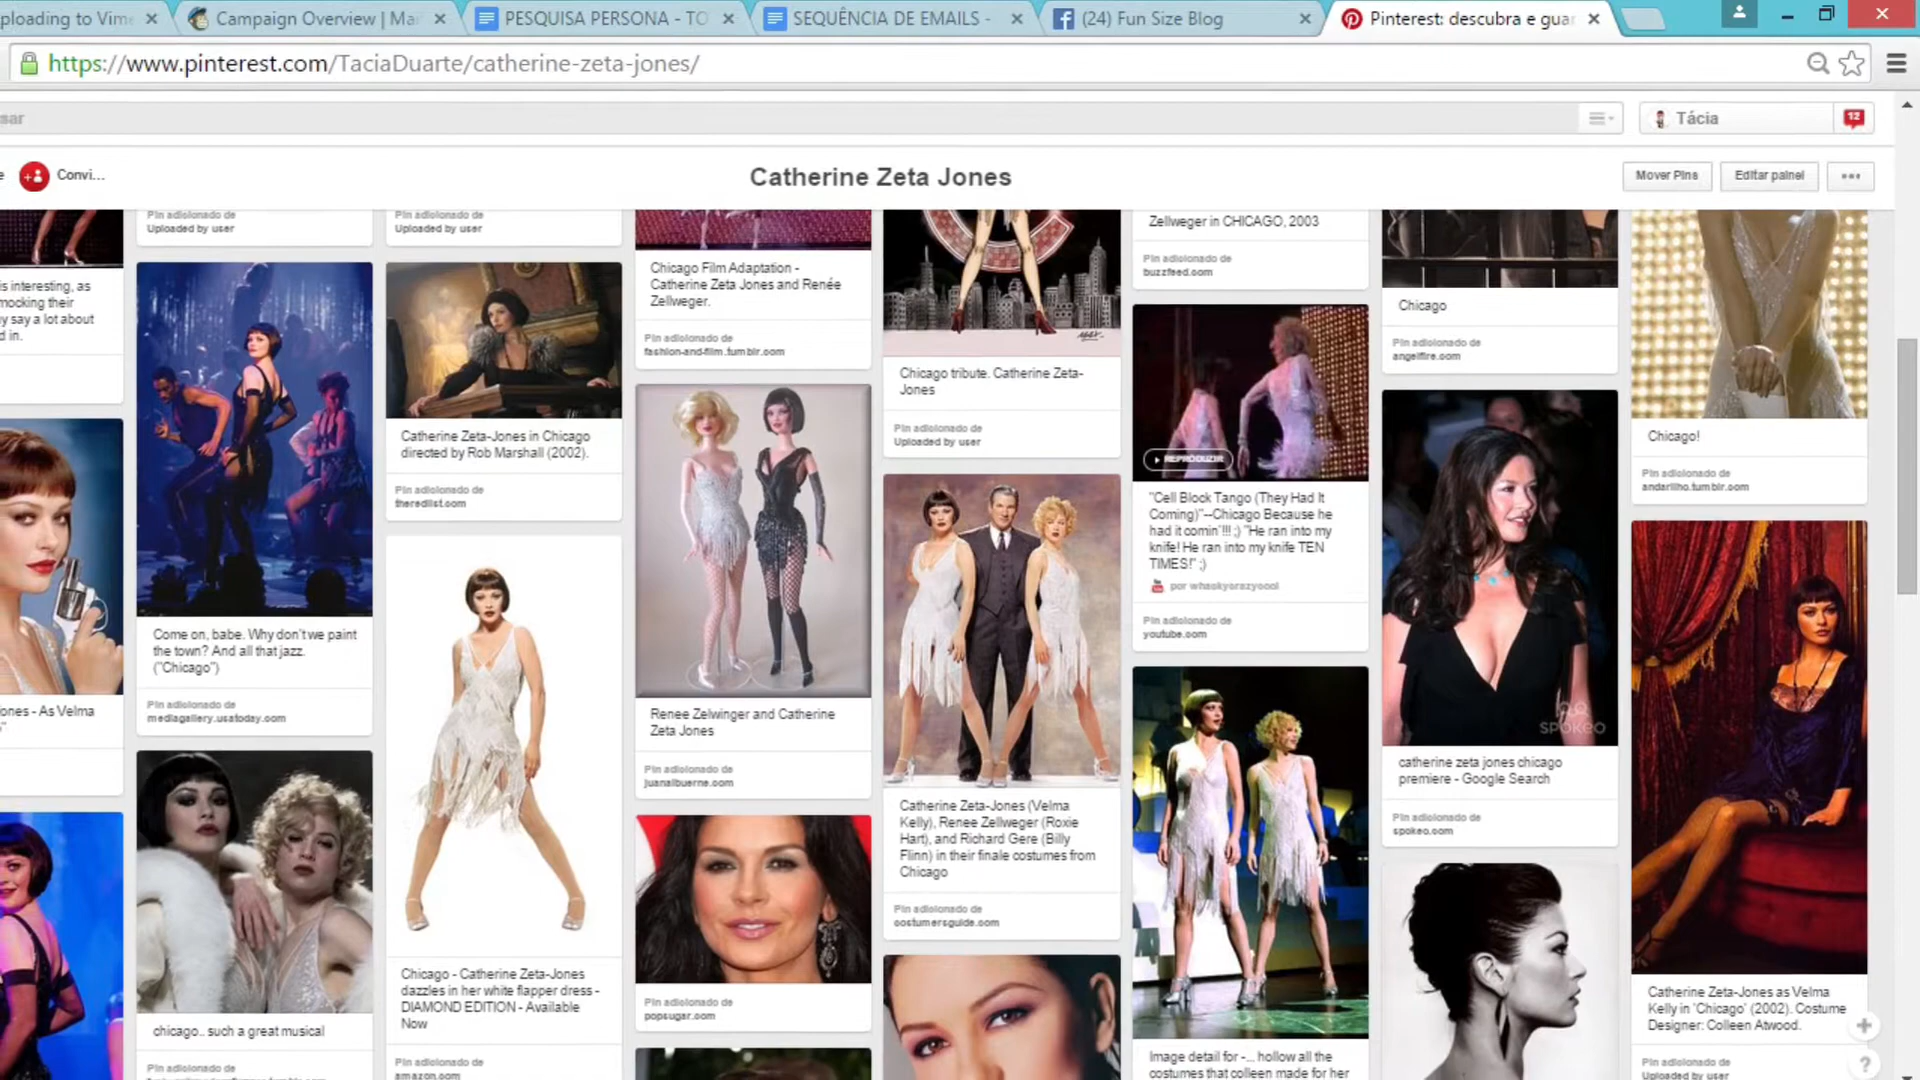 ploading to Vime
Campaign Overview | Mai
PESQUISA PERSONA - TO
SEQUÊNCIA DE EMAILS -
(24) Fun Size Blog
Pinterest: descubra e guar
https://www.pinterest.com/TaciaDuarte/catherine-zeta-jones/
sar
Tácia
12
e
Convi...
Catherine Zeta Jones
Mover Pins
Editar painel
is interesting, as
mocking their
y say a lot about
d in.
ones - As Velma
Pin adicionado de
Uploaded by user
Come on, babe. Why don't we paint
the town? And all that jazz.
("Chicago")
Pin adicionado de
mediagallery.usatoday.com
chicago.. such a great musical
Pin adicionado de
Pin adicionado de
Uploaded by user
Catherine Zeta-Jones in Chicago
directed by Rob Marshall (2002).
Pin adicionado de
theredlist.com
Chicago - Catherine Zeta-Jones
dazzles in her white flapper dress -
DIAMOND EDITION - Available
Now
Pin adicionado de
amazon.com
Chicago Film Adaptation -
Catherine Zeta Jones and Renée
Zellweger.
Pin adicionado de
fashion-and-film.tumblr.com
Renee Zelwinger and Catherine
Zeta Jones
Pin adicionado de
juanalbuerne.com
Pin adicionado de
popsugar.com
Chicago tribute. Catherine Zeta-
Jones
Pin adicionado de
Uploaded by user
Catherine Zeta-Jones (Velma
Kelly), Renee Zellweger (Roxie
Hart), and Richard Gere (Billy
Flinn) in their finale costumes from
Chicago
Pin adicionado de
costumersguide.com
Zellweger in CHICAGO, 2003
Pin adicionado de
buzzfeed.com
REPRODUZIR
"Cell Block Tango (They Had It
Coming)"--Chicago Because he
had it comin'!!! ;) "He ran into my
knife! He ran into my knife TEN
TIMES!" ;)
por whackycrazycool
Pin adicionado de
youtube.com
Image detail for -... hollow all the
costumes that colleen made for her
Chicago
Pin adicionado de
angelfire.com
SPOKEO
catherine zeta jones chicago
premiere - Google Search
Pin adicionado de
spokeo.com
Chicago!
Pin adicionado de
andarilho.tumblr.com
Catherine Zeta-Jones as Velma
Kelly in 'Chicago' (2002). Costume
Designer: Colleen Atwood.
Pin adicionado de
Uploaded by user